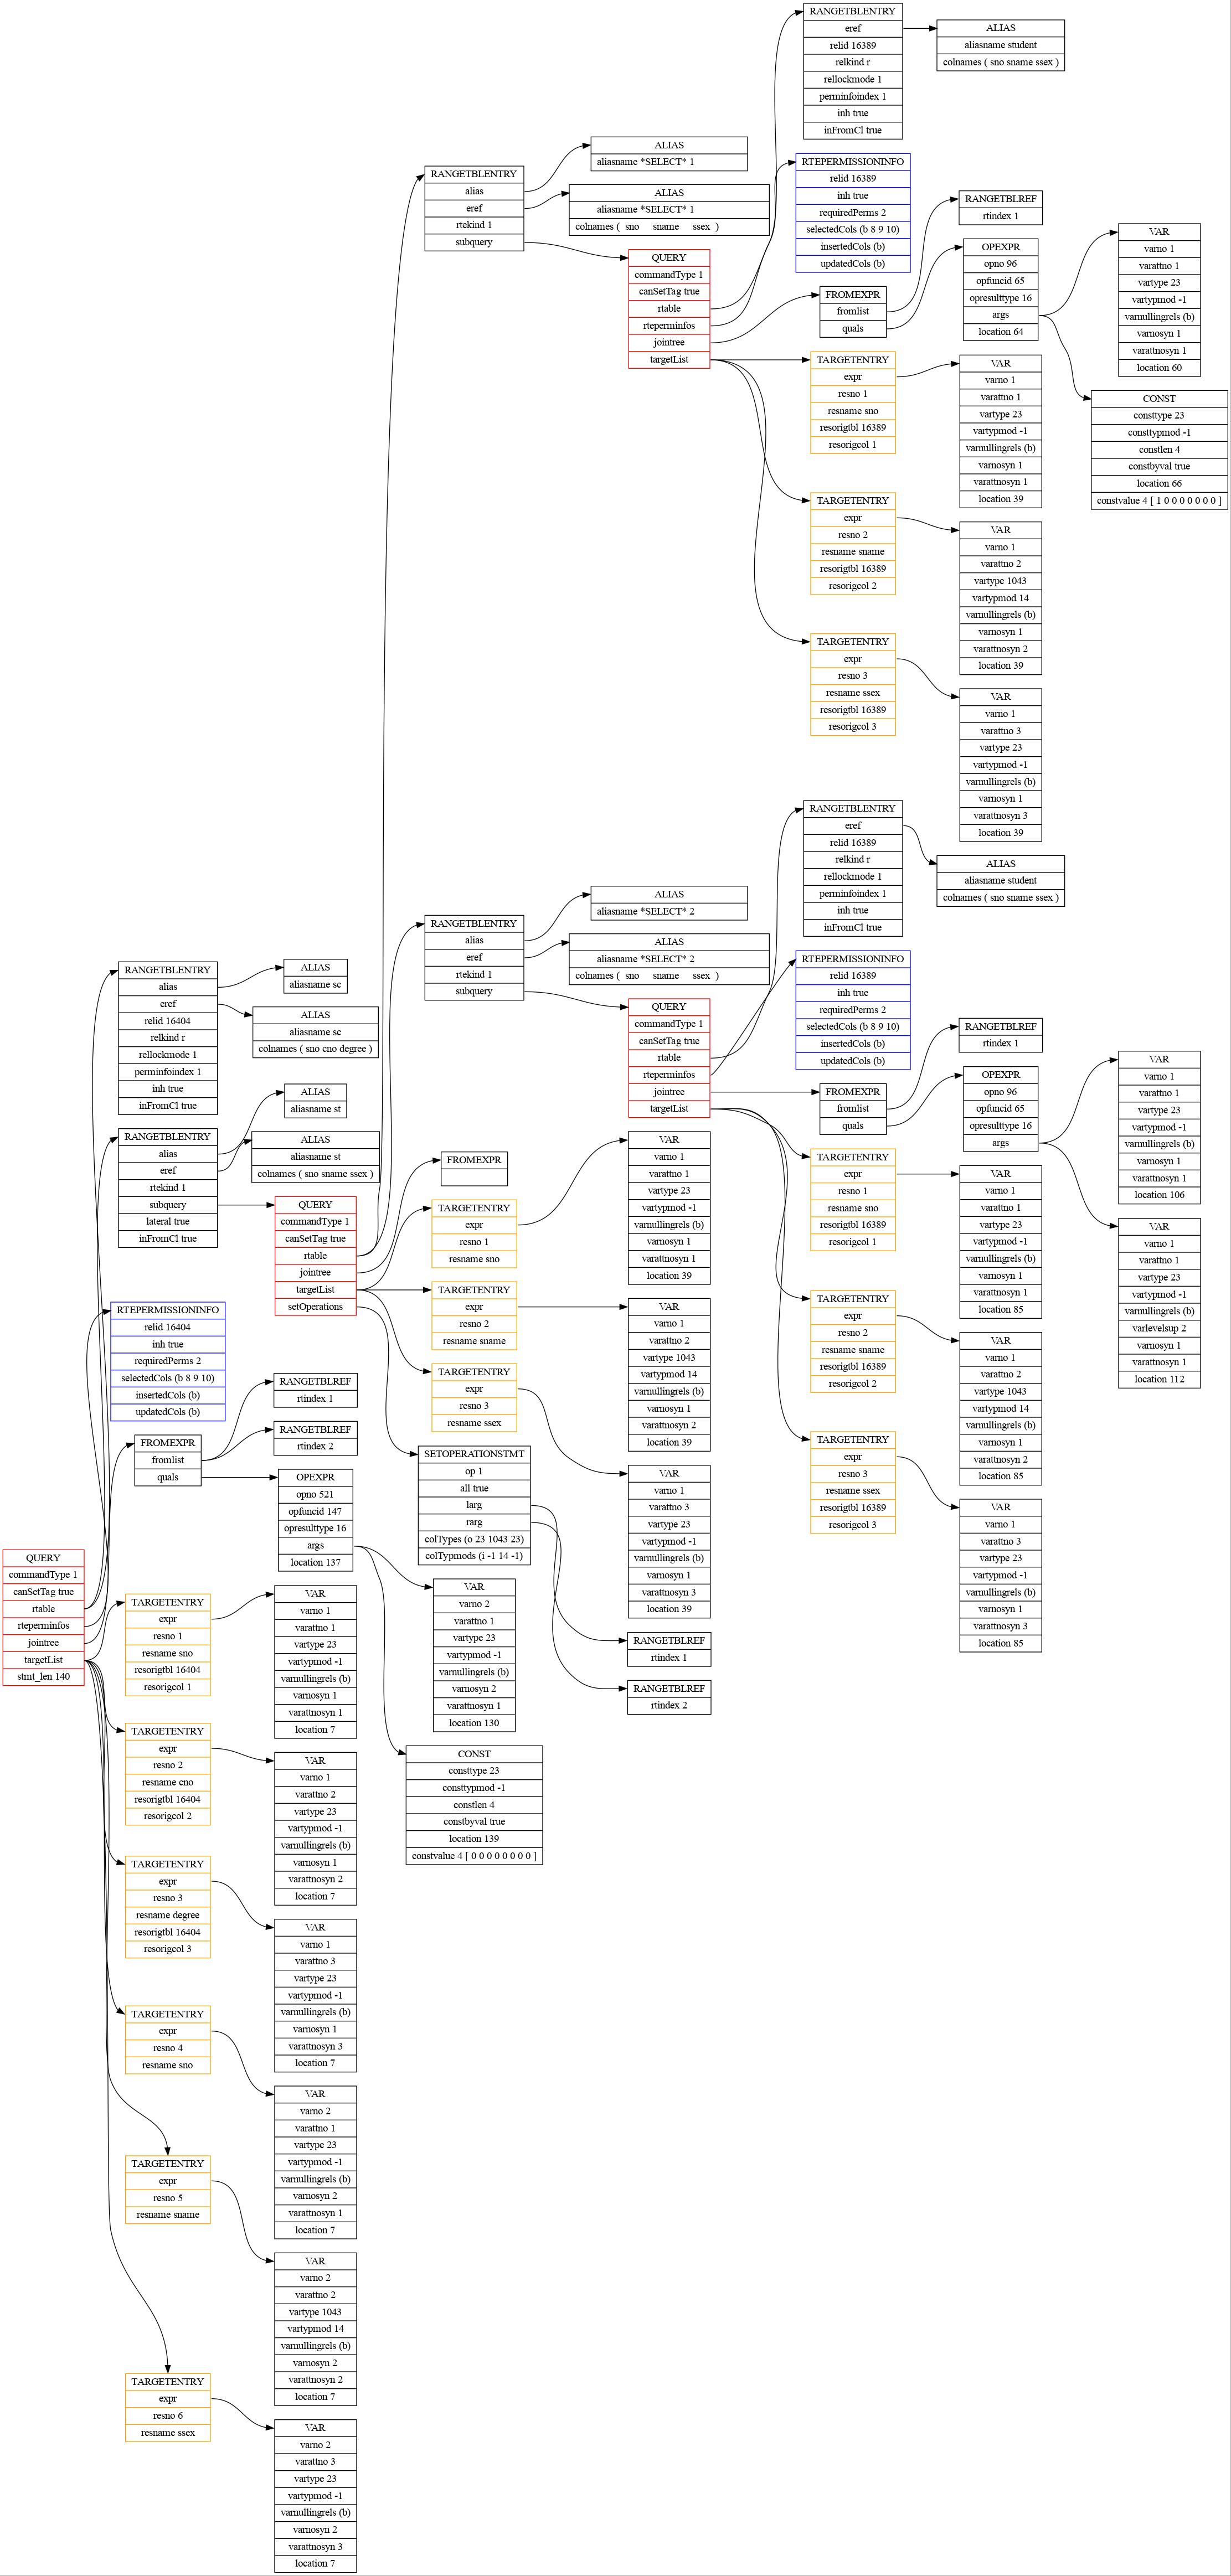 QUERY
commandType 1
canSetTag true
rtable
rteperminfos
jointree
targetList
stmt_len 140
RANGETBLENTRY
alias
eref
relid 16404
relkind r
rellockmode 1
perminfoindex 1
inh true
inFromCl true
ALIAS
aliasname sc
ALIAS
aliasname sc
colnames ( sno cno degree )
RANGETBLENTRY
alias
eref
rtekind 1
subquery
lateral true
inFromCl true
ALIAS
aliasname st
ALIAS
aliasname st
colnames ( sno sname ssex )
QUERY
commandType 1
canSetTag true
rtable
jointree
targetList
setOperations
RANGETBLENTRY
alias
eref
rtekind 1
subquery
ALIAS
aliasname *SELECT* 1
ALIAS
aliasname *SELECT* 1
colnames ( sno sname ssex )
QUERY
commandType 1
canSetTag true
rtable
rteperminfos
jointree
targetList
RANGETBLENTRY
eref
relid 16389
relkind r
rellockmode 1
perminfoindex 1
inh true
inFromCl true
ALIAS
aliasname student
colnames ( sno sname ssex )
RTEPERMISSIONINFO
relid 16389
inh true
requiredPerms 2
selectedCols (b 8 9 10)
insertedCols (b)
updatedCols (b)
FROMEXPR
fromlist
quals
RANGETBLREF
rtindex 1
OPEXPR
opno 96
opfuncid 65
opresulttype 16
args
location 64
VAR
varno 1
varattno 1
vartype 23
vartypmod -1
varnullingrels (b)
varnosyn 1
varattnosyn 1
location 60
CONST
consttype 23
consttypmod -1
constlen 4
constbyval true
location 66
constvalue 4 [ 1 0 0 0 0 0 0 0 ]
TARGETENTRY
expr
resno 1
resname sno
resorigtbl 16389
resorigcol 1
VAR
varno 1
varattno 1
vartype 23
vartypmod -1
varnullingrels (b)
varnosyn 1
varattnosyn 1
location 39
TARGETENTRY
expr
resno 2
resname sname
resorigtbl 16389
resorigcol 2
VAR
varno 1
varattno 2
vartype 1043
vartypmod 14
varnullingrels (b)
varnosyn 1
varattnosyn 2
location 39
TARGETENTRY
expr
resno 3
resname ssex
resorigtbl 16389
resorigcol 3
VAR
varno 1
varattno 3
vartype 23
vartypmod -1
varnullingrels (b)
varnosyn 1
varattnosyn 3
location 39
RANGETBLENTRY
alias
eref
rtekind 1
subquery
ALIAS
aliasname *SELECT* 2
ALIAS
aliasname *SELECT* 2
colnames ( sno sname ssex )
QUERY
commandType 1
canSetTag true
rtable
rteperminfos
jointree
targetList
RANGETBLENTRY
eref
relid 16389
relkind r
rellockmode 1
perminfoindex 1
inh true
inFromCl true
ALIAS
aliasname student
colnames ( sno sname ssex )
RTEPERMISSIONINFO
relid 16389
inh true
requiredPerms 2
selectedCols (b 8 9 10)
insertedCols (b)
updatedCols (b)
FROMEXPR
fromlist
quals
RANGETBLREF
rtindex 1
OPEXPR
opno 96
opfuncid 65
opresulttype 16
args
VAR
varno 1
varattno 1
vartype 23
vartypmod -1
varnullingrels (b)
varnosyn 1
varattnosyn 1
location 106
VAR
varno 1
varattno 1
vartype 23
vartypmod -1
varnullingrels (b)
varlevelsup 2
varnosyn 1
varattnosyn 1
location 112
TARGETENTRY
expr
resno 1
resname sno
resorigtbl 16389
resorigcol 1
VAR
varno 1
varattno 1
vartype 23
vartypmod -1
varnullingrels (b)
varnosyn 1
varattnosyn 1
location 85
TARGETENTRY
expr
resno 2
resname sname
resorigtbl 16389
resorigcol 2
VAR
varno 1
varattno 2
vartype 1043
vartypmod 14
varnullingrels (b)
varnosyn 1
varattnosyn 2
location 85
TARGETENTRY
expr
resno 3
resname ssex
resorigtbl 16389
resorigcol 3
VAR
varno 1
varattno 3
vartype 23
vartypmod -1
varnullingrels (b)
varnosyn 1
varattnosyn 3
location 85
FROMEXPR
TARGETENTRY
expr
resno 1
resname sno
VAR
varno 1
varattno 1
vartype 23
vartypmod -1
varnullingrels (b)
varnosyn 1
varattnosyn 1
location 39
TARGETENTRY
expr
resno 2
resname sname
VAR
varno 1
varattno 2
vartype 1043
vartypmod 14
varnullingrels (b)
varnosyn 1
varattnosyn 2
location 39
TARGETENTRY
expr
resno 3
resname ssex
VAR
varno 1
varattno 3
vartype 23
vartypmod -1
varnullingrels (b)
varnosyn 1
varattnosyn 3
location 39
SETOPERATIONSTMT
op 1
all true
larg
rarg
colTypes (o 23 1043 23)
colTypmods (i -1 14 -1)
RANGETBLREF
rtindex 1
RANGETBLREF
rtindex 2
RTEPERMISSIONINFO
relid 16404
inh true
requiredPerms 2
selectedCols (b 8 9 10)
insertedCols (b)
updatedCols (b)
FROMEXPR
fromlist
quals
RANGETBLREF
rtindex 1
RANGETBLREF
rtindex 2
OPEXPR
opno 521
opfuncid 147
opresulttype 16
args
location 137
VAR
varno 2
varattno 1
vartype 23
vartypmod -1
varnullingrels (b)
varnosyn 2
varattnosyn 1
location 130
CONST
consttype 23
consttypmod -1
constlen 4
constbyval true
location 139
constvalue 4 [ 0 0 0 0 0 0 0 0 ]
TARGETENTRY
expr
resno 1
resname sno
resorigtbl 16404
resorigcol 1
VAR
varno 1
varattno 1
vartype 23
vartypmod -1
varnullingrels (b)
varnosyn 1
varattnosyn 1
location 7
TARGETENTRY
expr
resno 2
resname cno
resorigtbl 16404
resorigcol 2
VAR
varno 1
varattno 2
vartype 23
vartypmod -1
varnullingrels (b)
varnosyn 1
varattnosyn 2
location 7
TARGETENTRY
expr
resno 3
resname degree
resorigtbl 16404
resorigcol 3
VAR
varno 1
varattno 3
vartype 23
vartypmod -1
varnullingrels (b)
varnosyn 1
varattnosyn 3
location 7
TARGETENTRY
expr
resno 4
resname sno
VAR
varno 2
varattno 1
vartype 23
vartypmod -1
varnullingrels (b)
varnosyn 2
varattnosyn 1
location 7
TARGETENTRY
expr
resno 5
resname sname
VAR
varno 2
varattno 2
vartype 1043
vartypmod 14
varnullingrels (b)
varnosyn 2
varattnosyn 2
location 7
TARGETENTRY
expr
resno 6
resname ssex
VAR
varno 2
varattno 3
vartype 23
vartypmod -1
varnullingrels (b)
varnosyn 2
varattnosyn 3
location 7